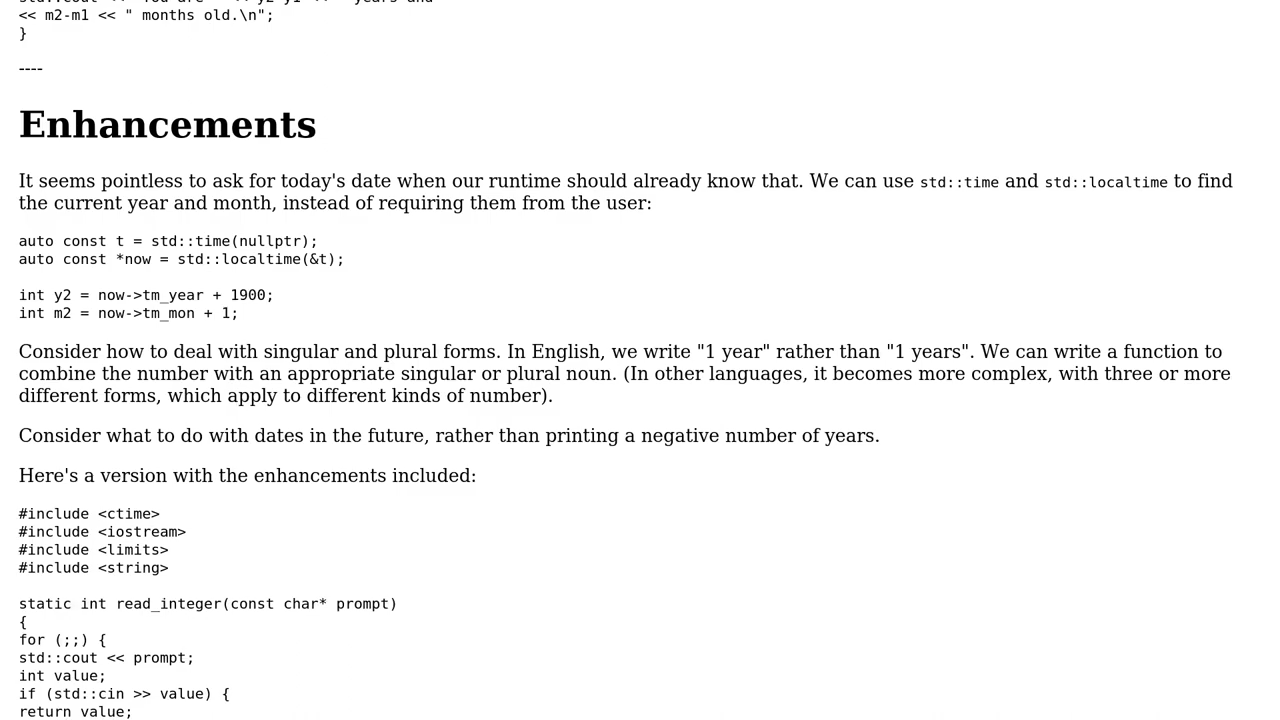 << m2-m1 << " months old.\n";
}
----
Enhancements
It seems pointless to ask for today's date when our runtime should already know that. We can use std::time and std::localtime to find
the current year and month, instead of requiring them from the user:
auto const t = std::time(nullptr);
auto const *now = std::localtime(&t);
int y2 = now->tm_year + 1900;
int m2 = now->tm_mon + 1;
Consider how to deal with singular and plural forms. In English, we write "1 year" rather than "1 years". We can write a function to
combine the number with an appropriate singular or plural noun. (In other languages, it becomes more complex, with three or more
different forms, which apply to different kinds of number).
Consider what to do with dates in the future, rather than printing a negative number of years.
Here's a version with the enhancements included:
#include <ctime>
#include <iostream>
#include <limits>
#include <string>
static int read_integer(const char* prompt)
{
for (;;) {
std::cout << prompt;
int value;
if (std::cin >> value) {
return value;